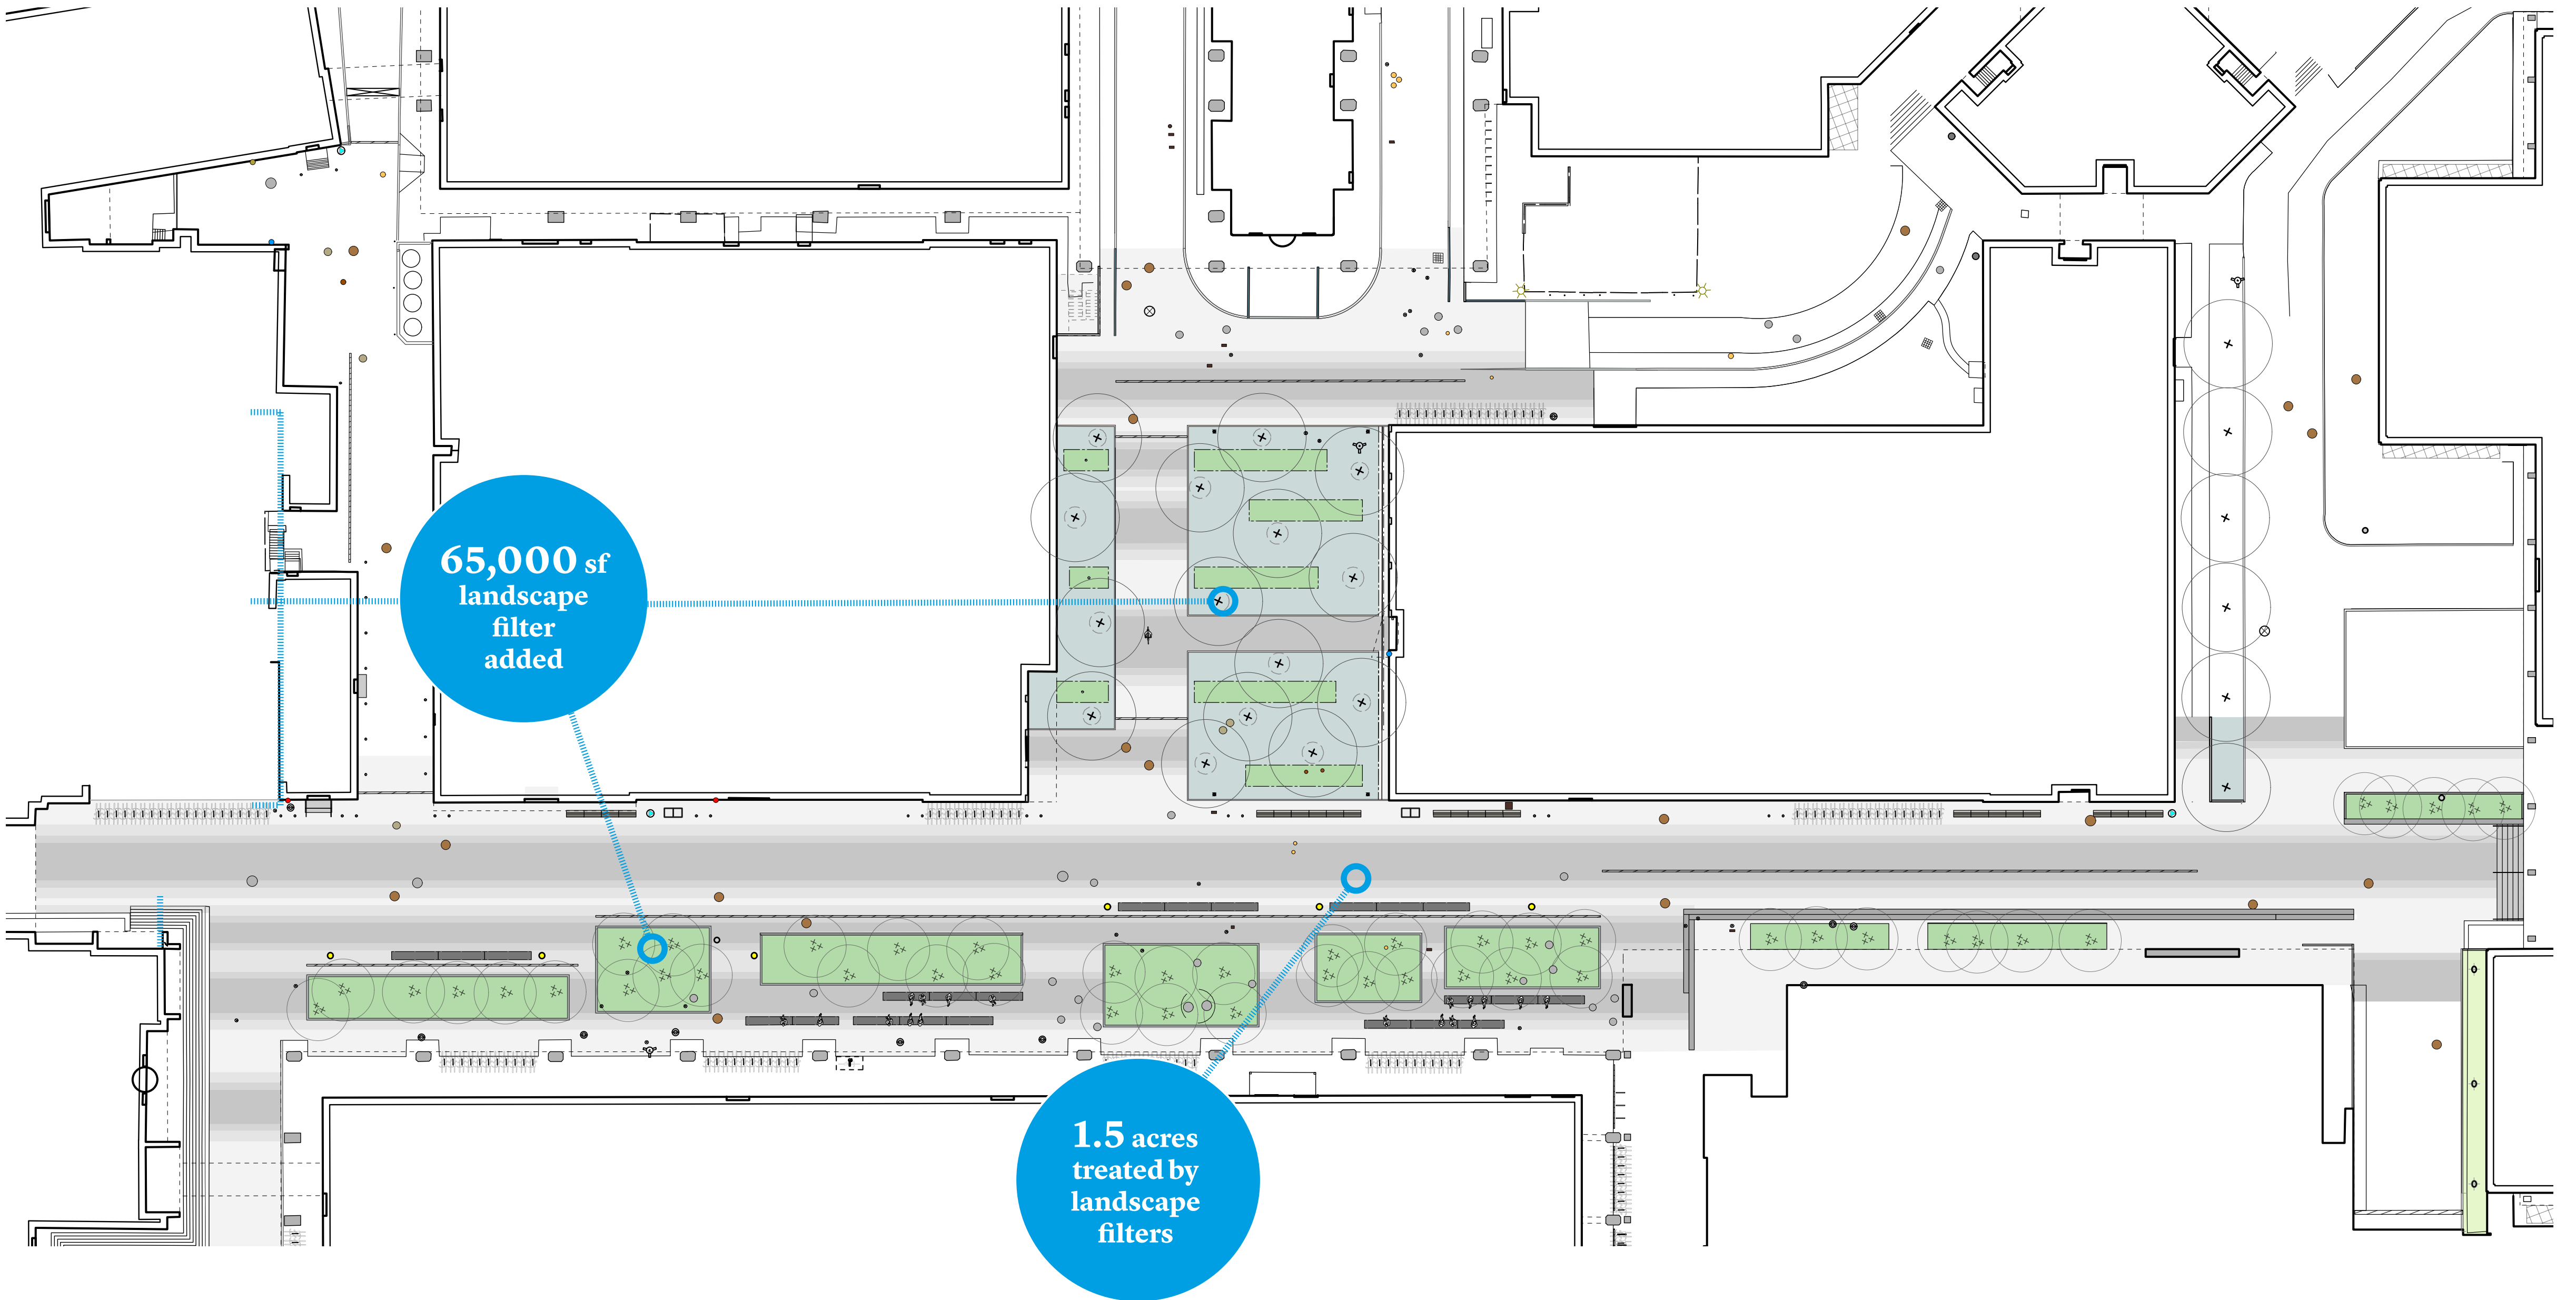 65,000 sf
landscape
filter
added
1.5 acres
treated by
landscape
filters